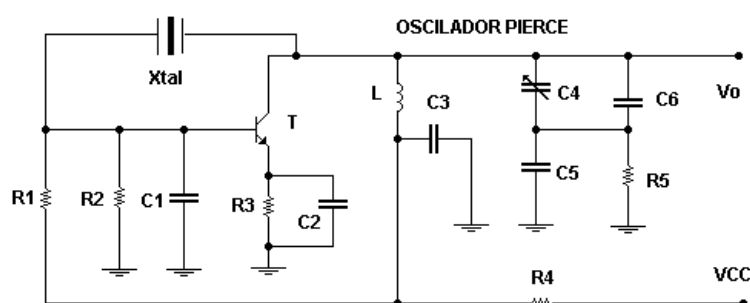 OSCILADOR PIERCE
Xtal
L
C3
C4
C6
Vo
T
R1
R2
C1
R3
C2
C5
R5
R4
VCC